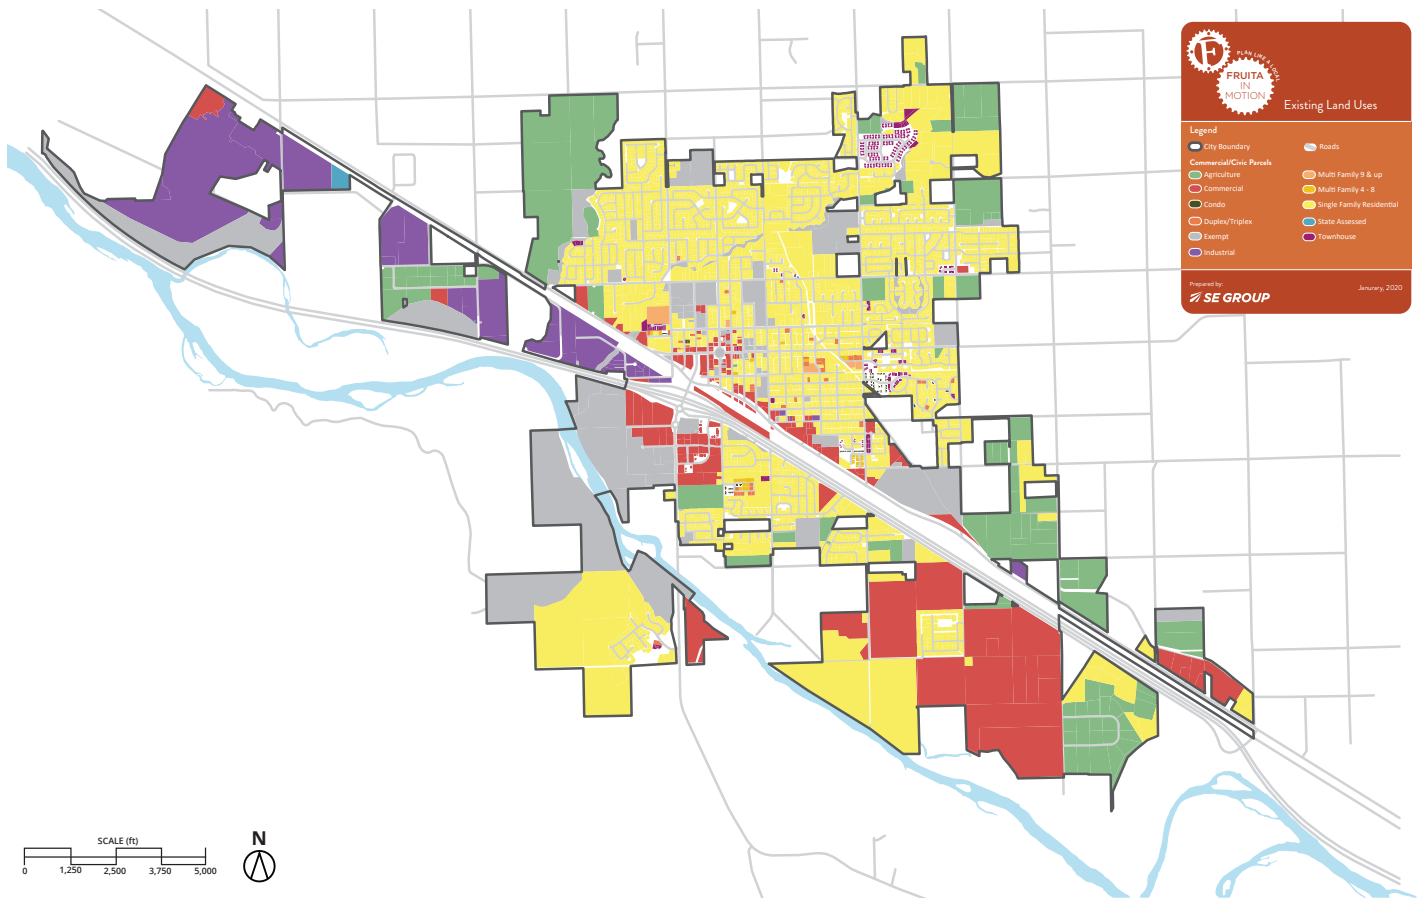 F
PLAN LIKE A LOCAL
FRUITA
IN
MOTION
Existing Land Uses
Legend
City Boundary
Roads
Commercial/Civic Parcels
Agriculture
Multi Family 9 & up
Commercial
Multi Family 4 - 8
Condo
Single Family Residential
Duplex/Triplex
State Assessed
Exempt
Townhouse
Industrial
Prepared by:
SE GROUP
Janurary, 2020
SCALE (ft)
0 1,250 2,500 3,750 5,000
N